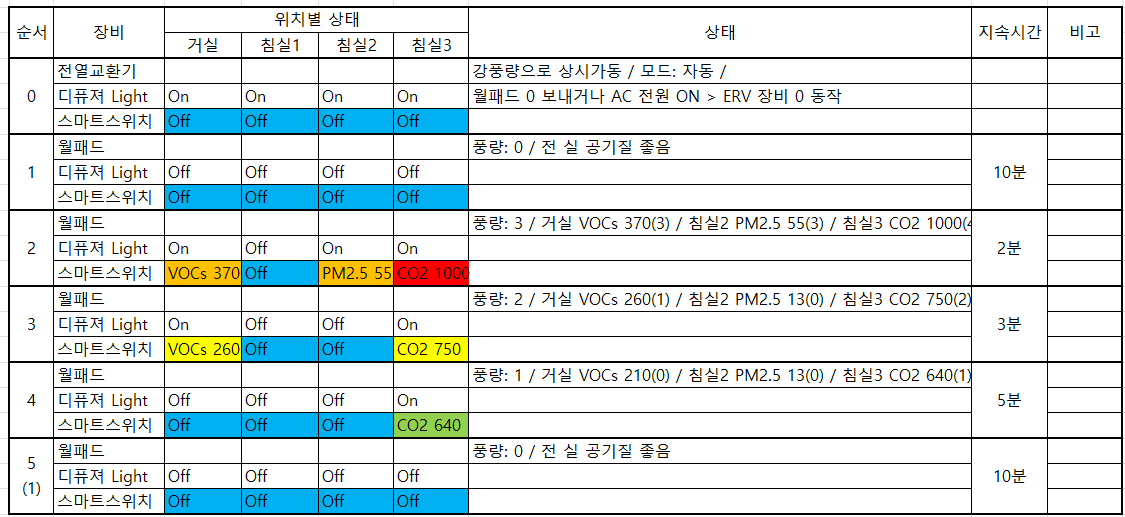 순서 장비 위치별 상태 상태 지속시간 비고
거실 침실1 침실2 침실3
0 전열교환기 강풍량으로 상시가동 / 모드: 자동 /
디퓨져 Light On On On On 월패드 0 보내거나 AC 전원 ON > ERV 장비 0 동작
스마트스위치 Off Off Off Off
1 월패드 풍량: 0 / 전 실 공기질 좋음 10분
디퓨져 Light Off Off Off Off
스마트스위치 Off Off Off Off
2 월패드 풍량: 3 / 거실 VOCs 370(3) / 침실2 PM2.5 55(3) / 침실3 CO2 1000(4 2분
디퓨져 Light On Off On On
스마트스위치 VOCs 370 Off PM2.5 55 CO2 1000
3 월패드 풍량: 2 / 거실 VOCs 260(1) / 침실2 PM2.5 13(0) / 침실3 CO2 750(2) 3분
디퓨져 Light On Off Off On
스마트스위치 VOCs 260 Off Off CO2 750
4 월패드 풍량: 1 / 거실 VOCs 210(0) / 침실2 PM2.5 13(0) / 침실3 CO2 640(1) 5분
디퓨져 Light Off Off Off On
스마트스위치 Off Off Off CO2 640
5 (1) 월패드 풍량: 0 / 전 실 공기질 좋음 10분
디퓨져 Light Off Off Off Off
스마트스위치 Off Off Off Off